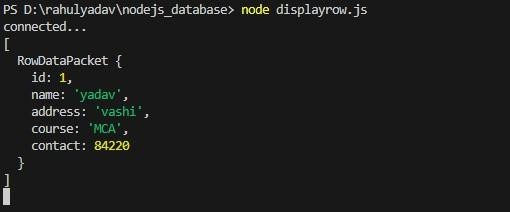 PS D:\rahulyadav\nodejs_database> node displayrow.js
connected...
[
  RowDataPacket {
    id: 1,
    name: 'yadav',
    address: 'vashi',
    course: 'MCA',
    contact: 84220
  }
]